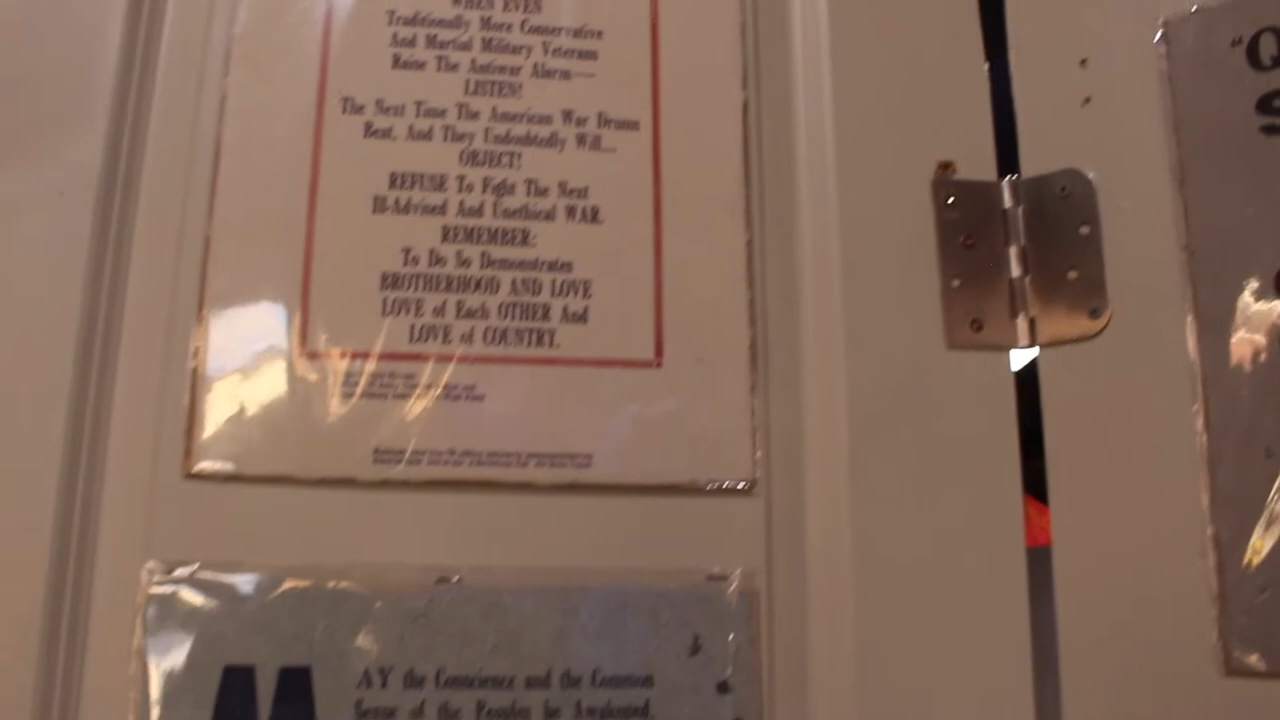 WHEN EVEN
Traditionally More Conservative
And Martial Military Veterans
Raise The Antiwar Alarm—
LISTEN!
The Next Time The American War Drums
Beat, And They Undoubtedly Will...
OBJECT!
REFUSE To Fight The Next
Ill-Advised And Unethical WAR.
REMEMBER:
To Do So Demonstrates
BROTHERHOOD AND LOVE
LOVE of Each OTHER And
LOVE of COUNTRY.
MAY the Conscience and the Common
Sense of the Peoples be Awakened,
"Q
S